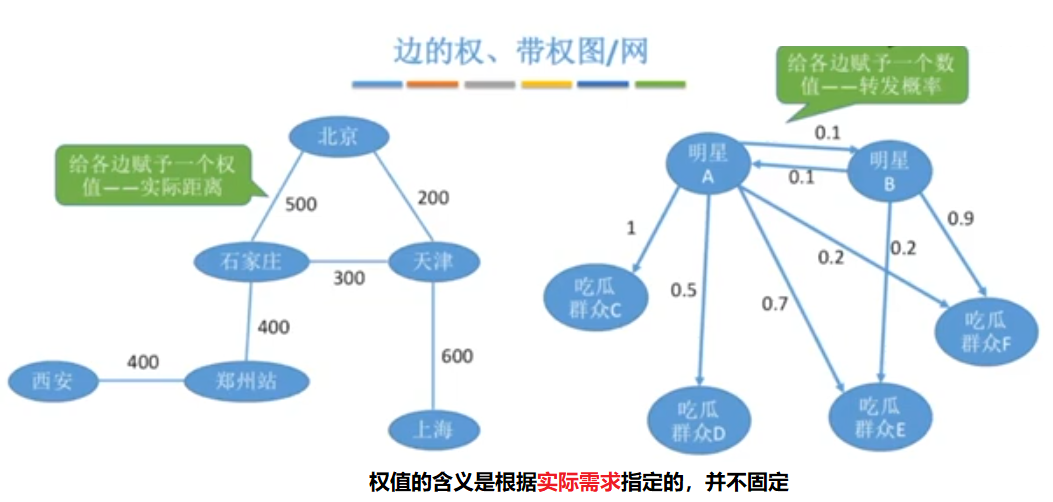 边的权、带权图/网
给各边赋予一个权
值——实际距离
北京
500
200
石家庄
300
天津
400
600
西安
400
郑州站
上海
给各边赋予一个数
值——转发概率
明星
A
0.1
0.1
明星
B
1
0.5
0.7
0.2
0.2
0.9
吃瓜
群众C
吃瓜
群众D
吃瓜
群众E
吃瓜
群众F
权值的含义是根据实际需求指定的，并不固定